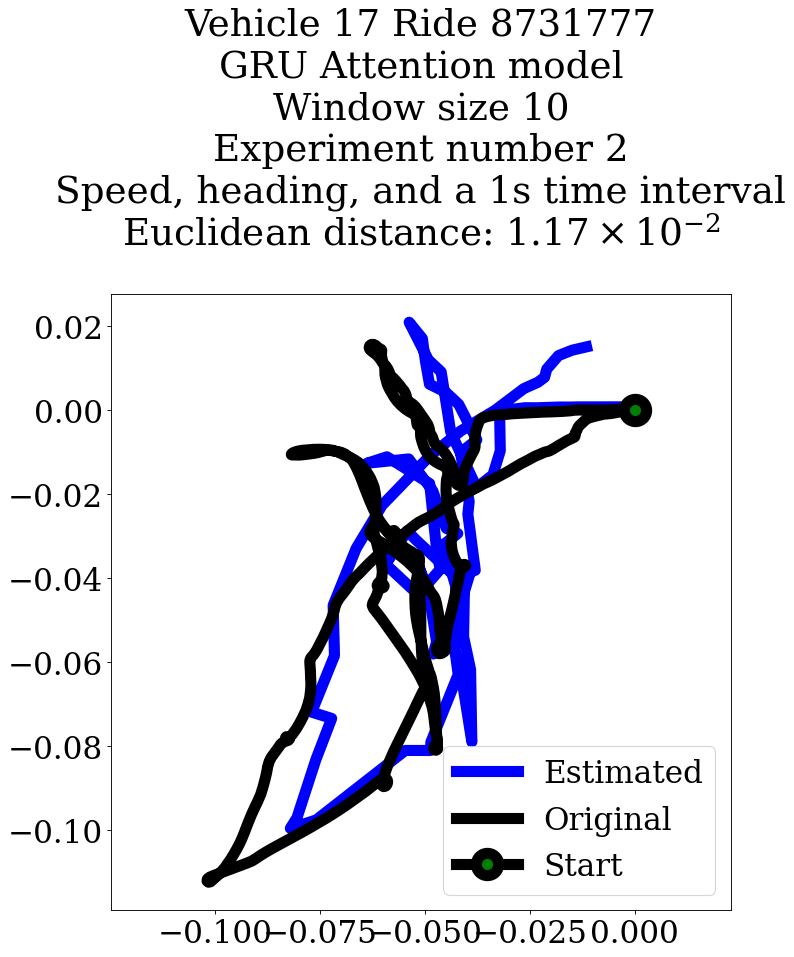 Vehicle 17 Ride 8731777
GRU Attention model
Window size 10
Experiment number 2
Speed, heading, and a 1s time interval
Euclidean distance: 1.17 × 10⁻²
0.02
0.00
−0.02
−0.04
−0.06
−0.08
−0.10
Estimated
Original
Start
−0.100 −0.075 −0.050 −0.025 0.000